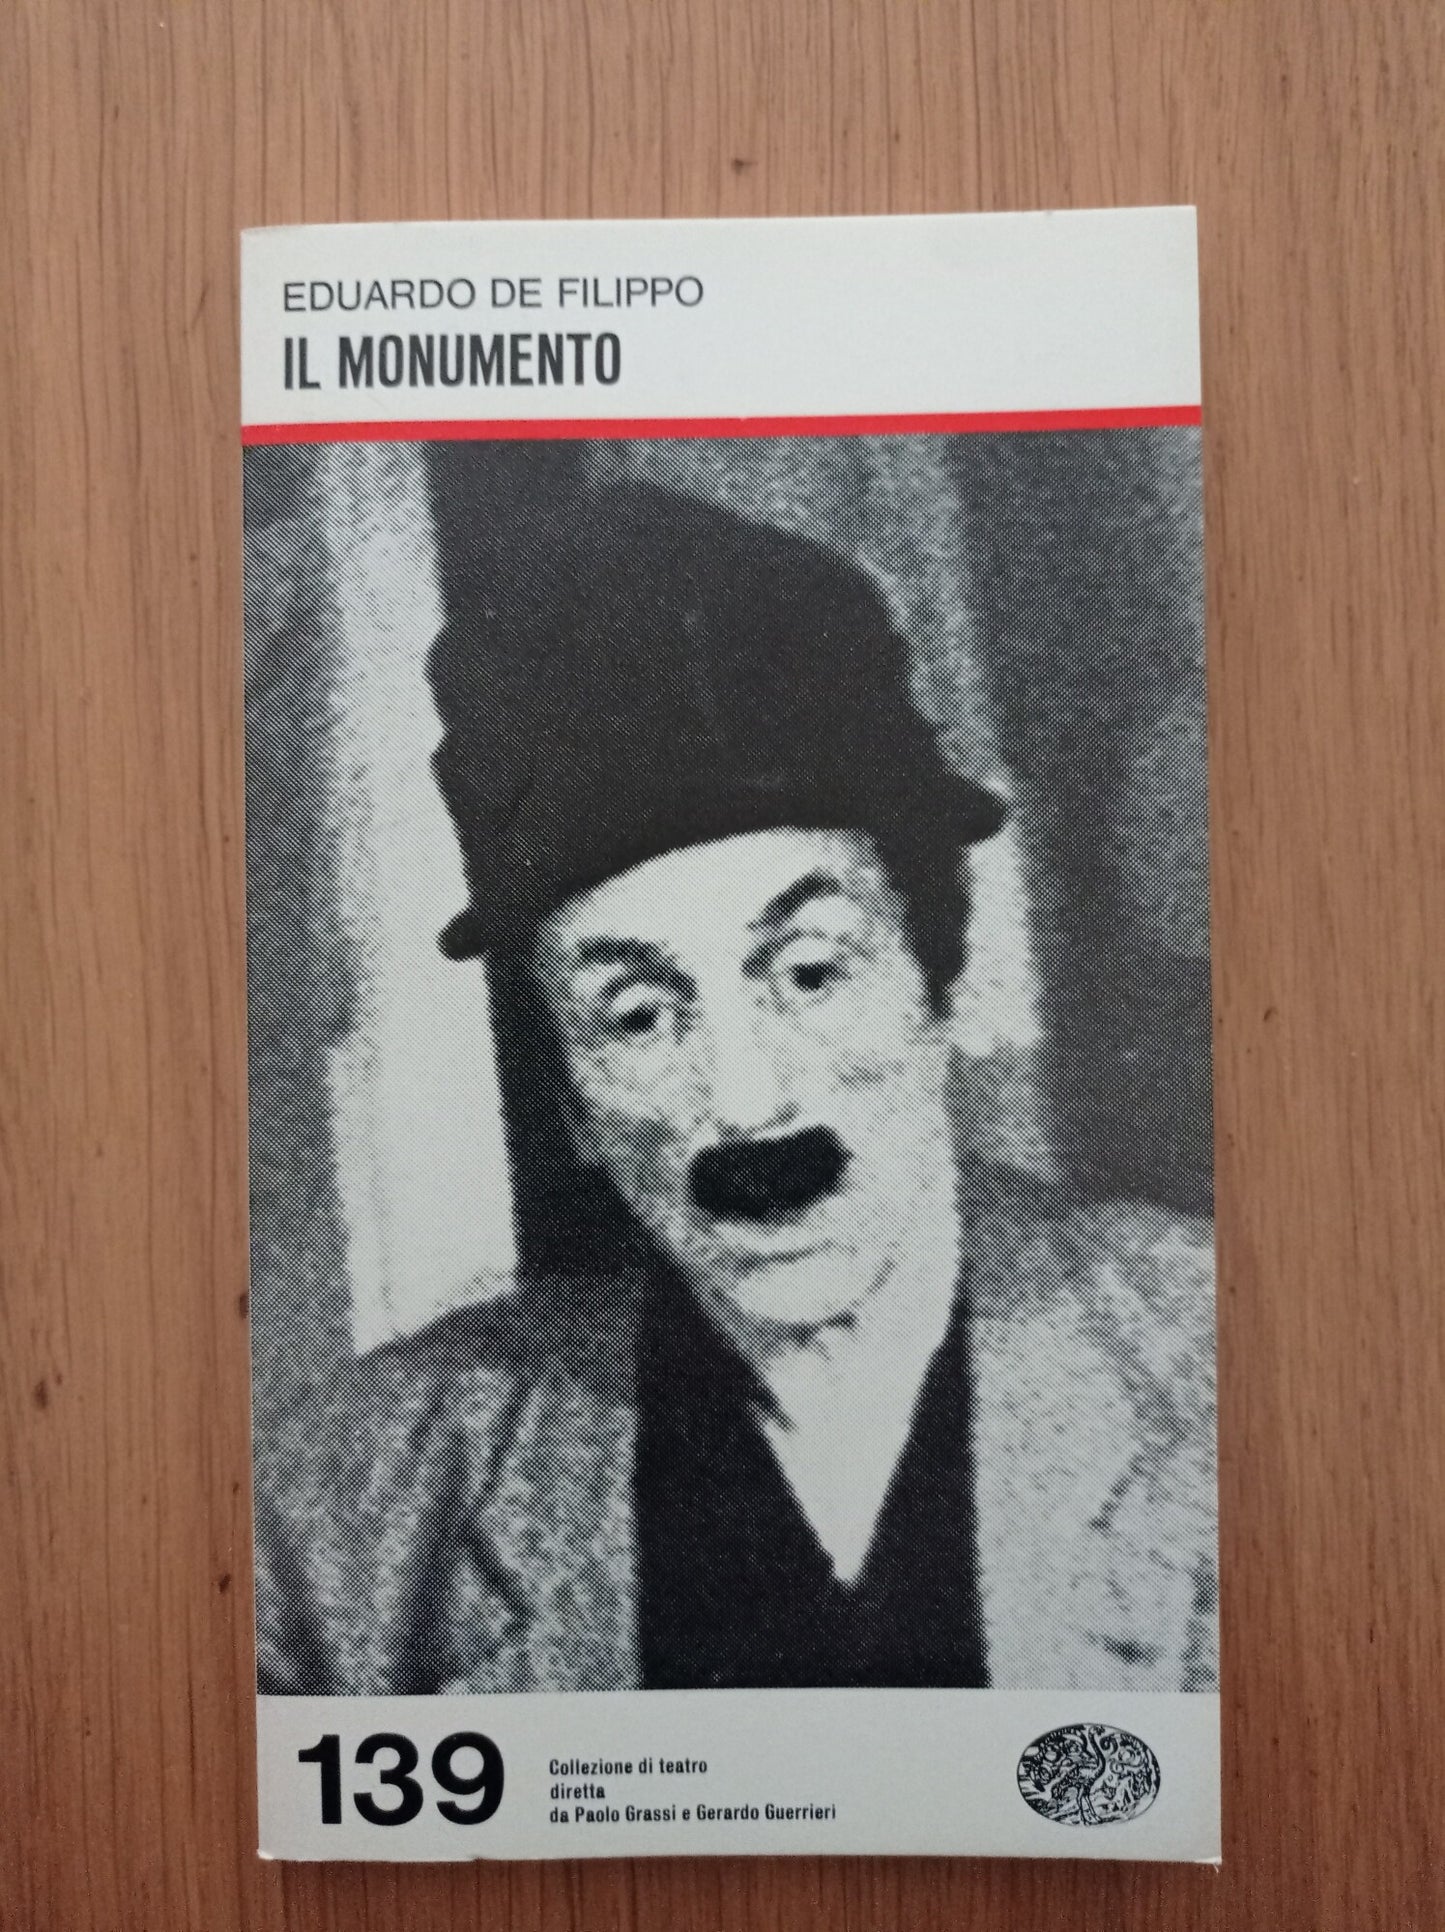 EDUARDO DE FILIPPO
IL MONUMENTO
139
Collezione di teatro
diretta
da Paolo Grassi e Gerardo Guerrieri